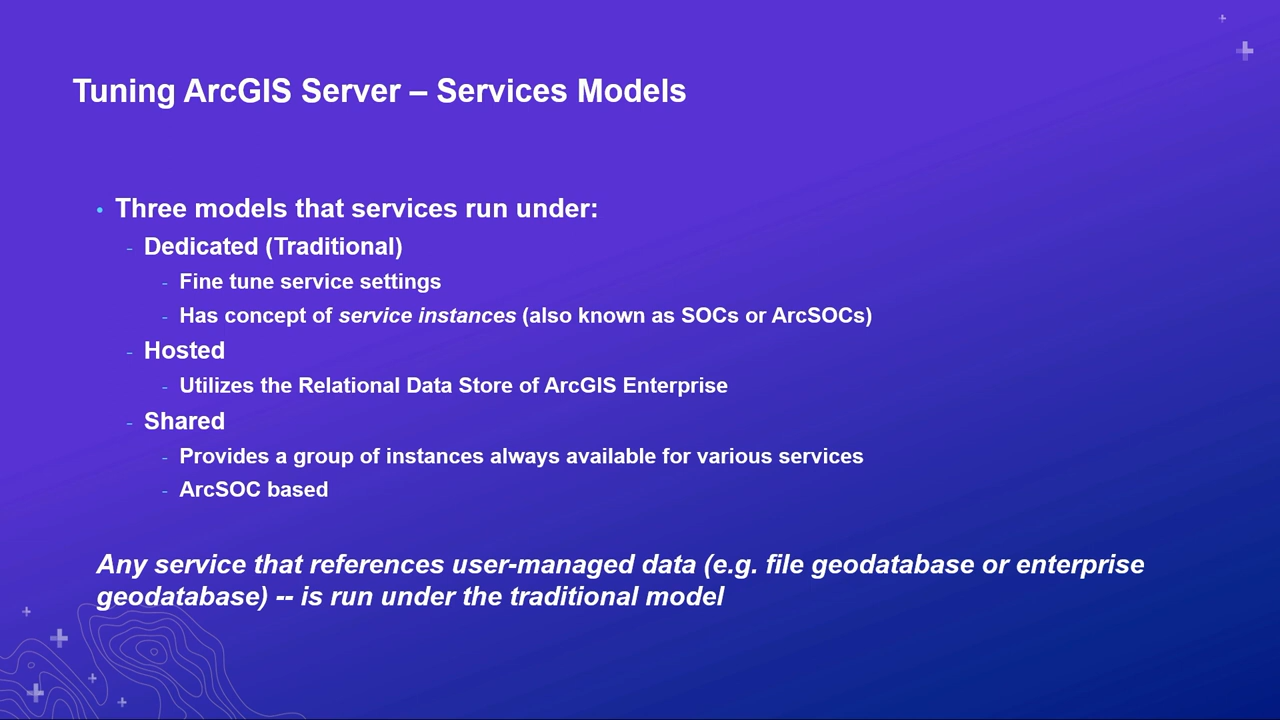 Tuning ArcGIS Server – Services Models
• Three models that services run under:
- Dedicated (Traditional)
- Fine tune service settings
- Has concept of service instances (also known as SOCs or ArcSOCs)
- Hosted
- Utilizes the Relational Data Store of ArcGIS Enterprise
- Shared
- Provides a group of instances always available for various services
- ArcSOC based
Any service that references user-managed data (e.g. file geodatabase or enterprise
geodatabase) -- is run under the traditional model